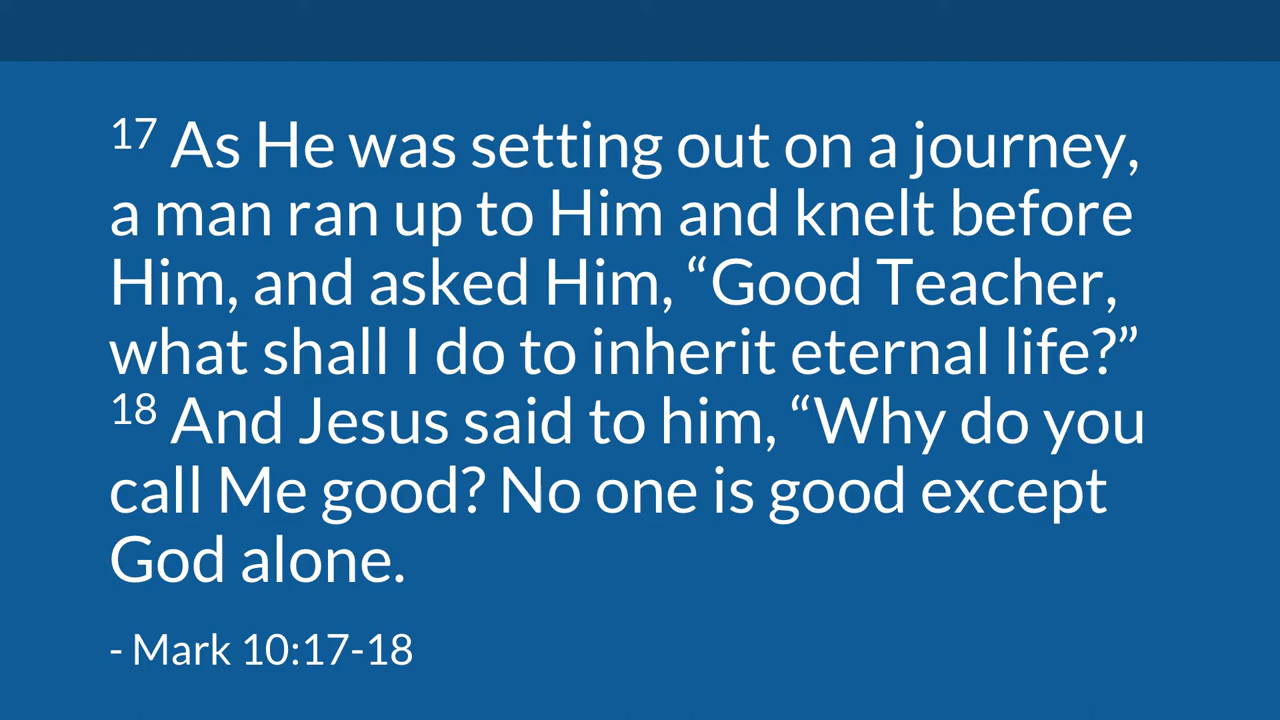 17 As He was setting out on a journey,
a man ran up to Him and knelt before
Him, and asked Him, “Good Teacher,
what shall I do to inherit eternal life?”
18 And Jesus said to him, “Why do you
call Me good? No one is good except
God alone.
- Mark 10:17-18